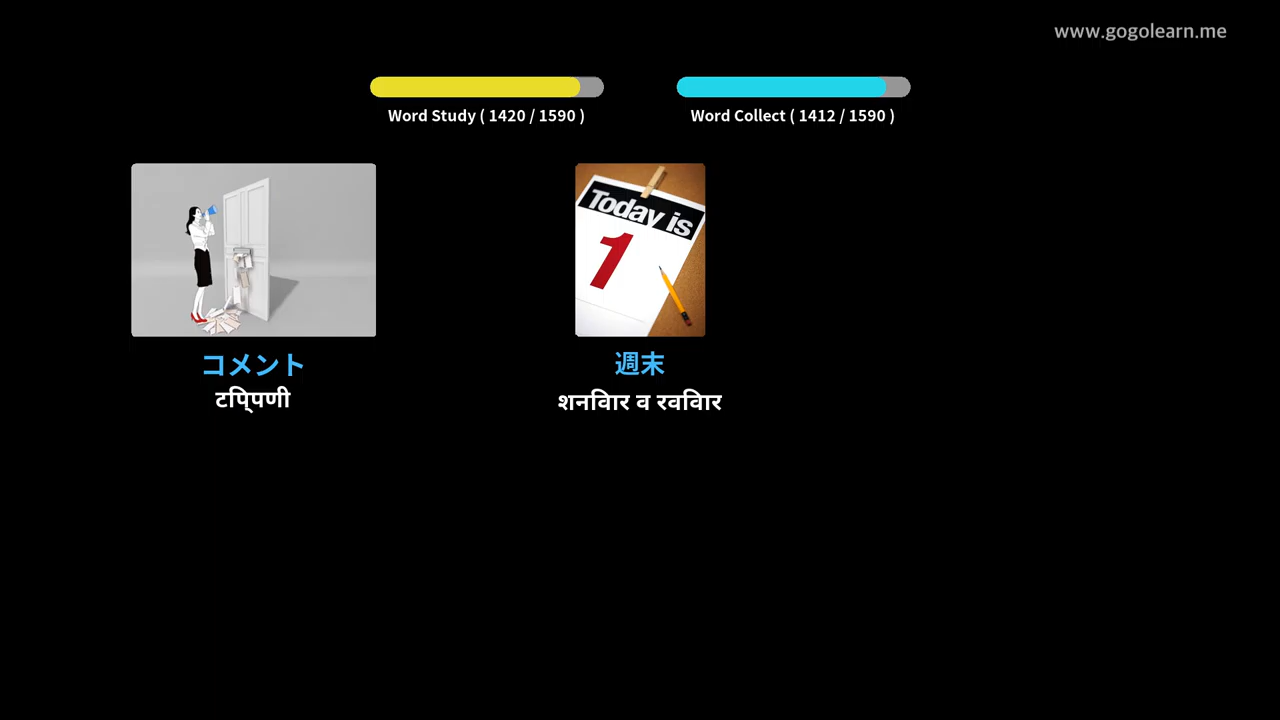 www.gogolearn.me
Word Study ( 1420 / 1590 )
Word Collect ( 1412 / 1590 )
Today is
1
コメント
週末
टिप्पणी
शनिवार व रविवार